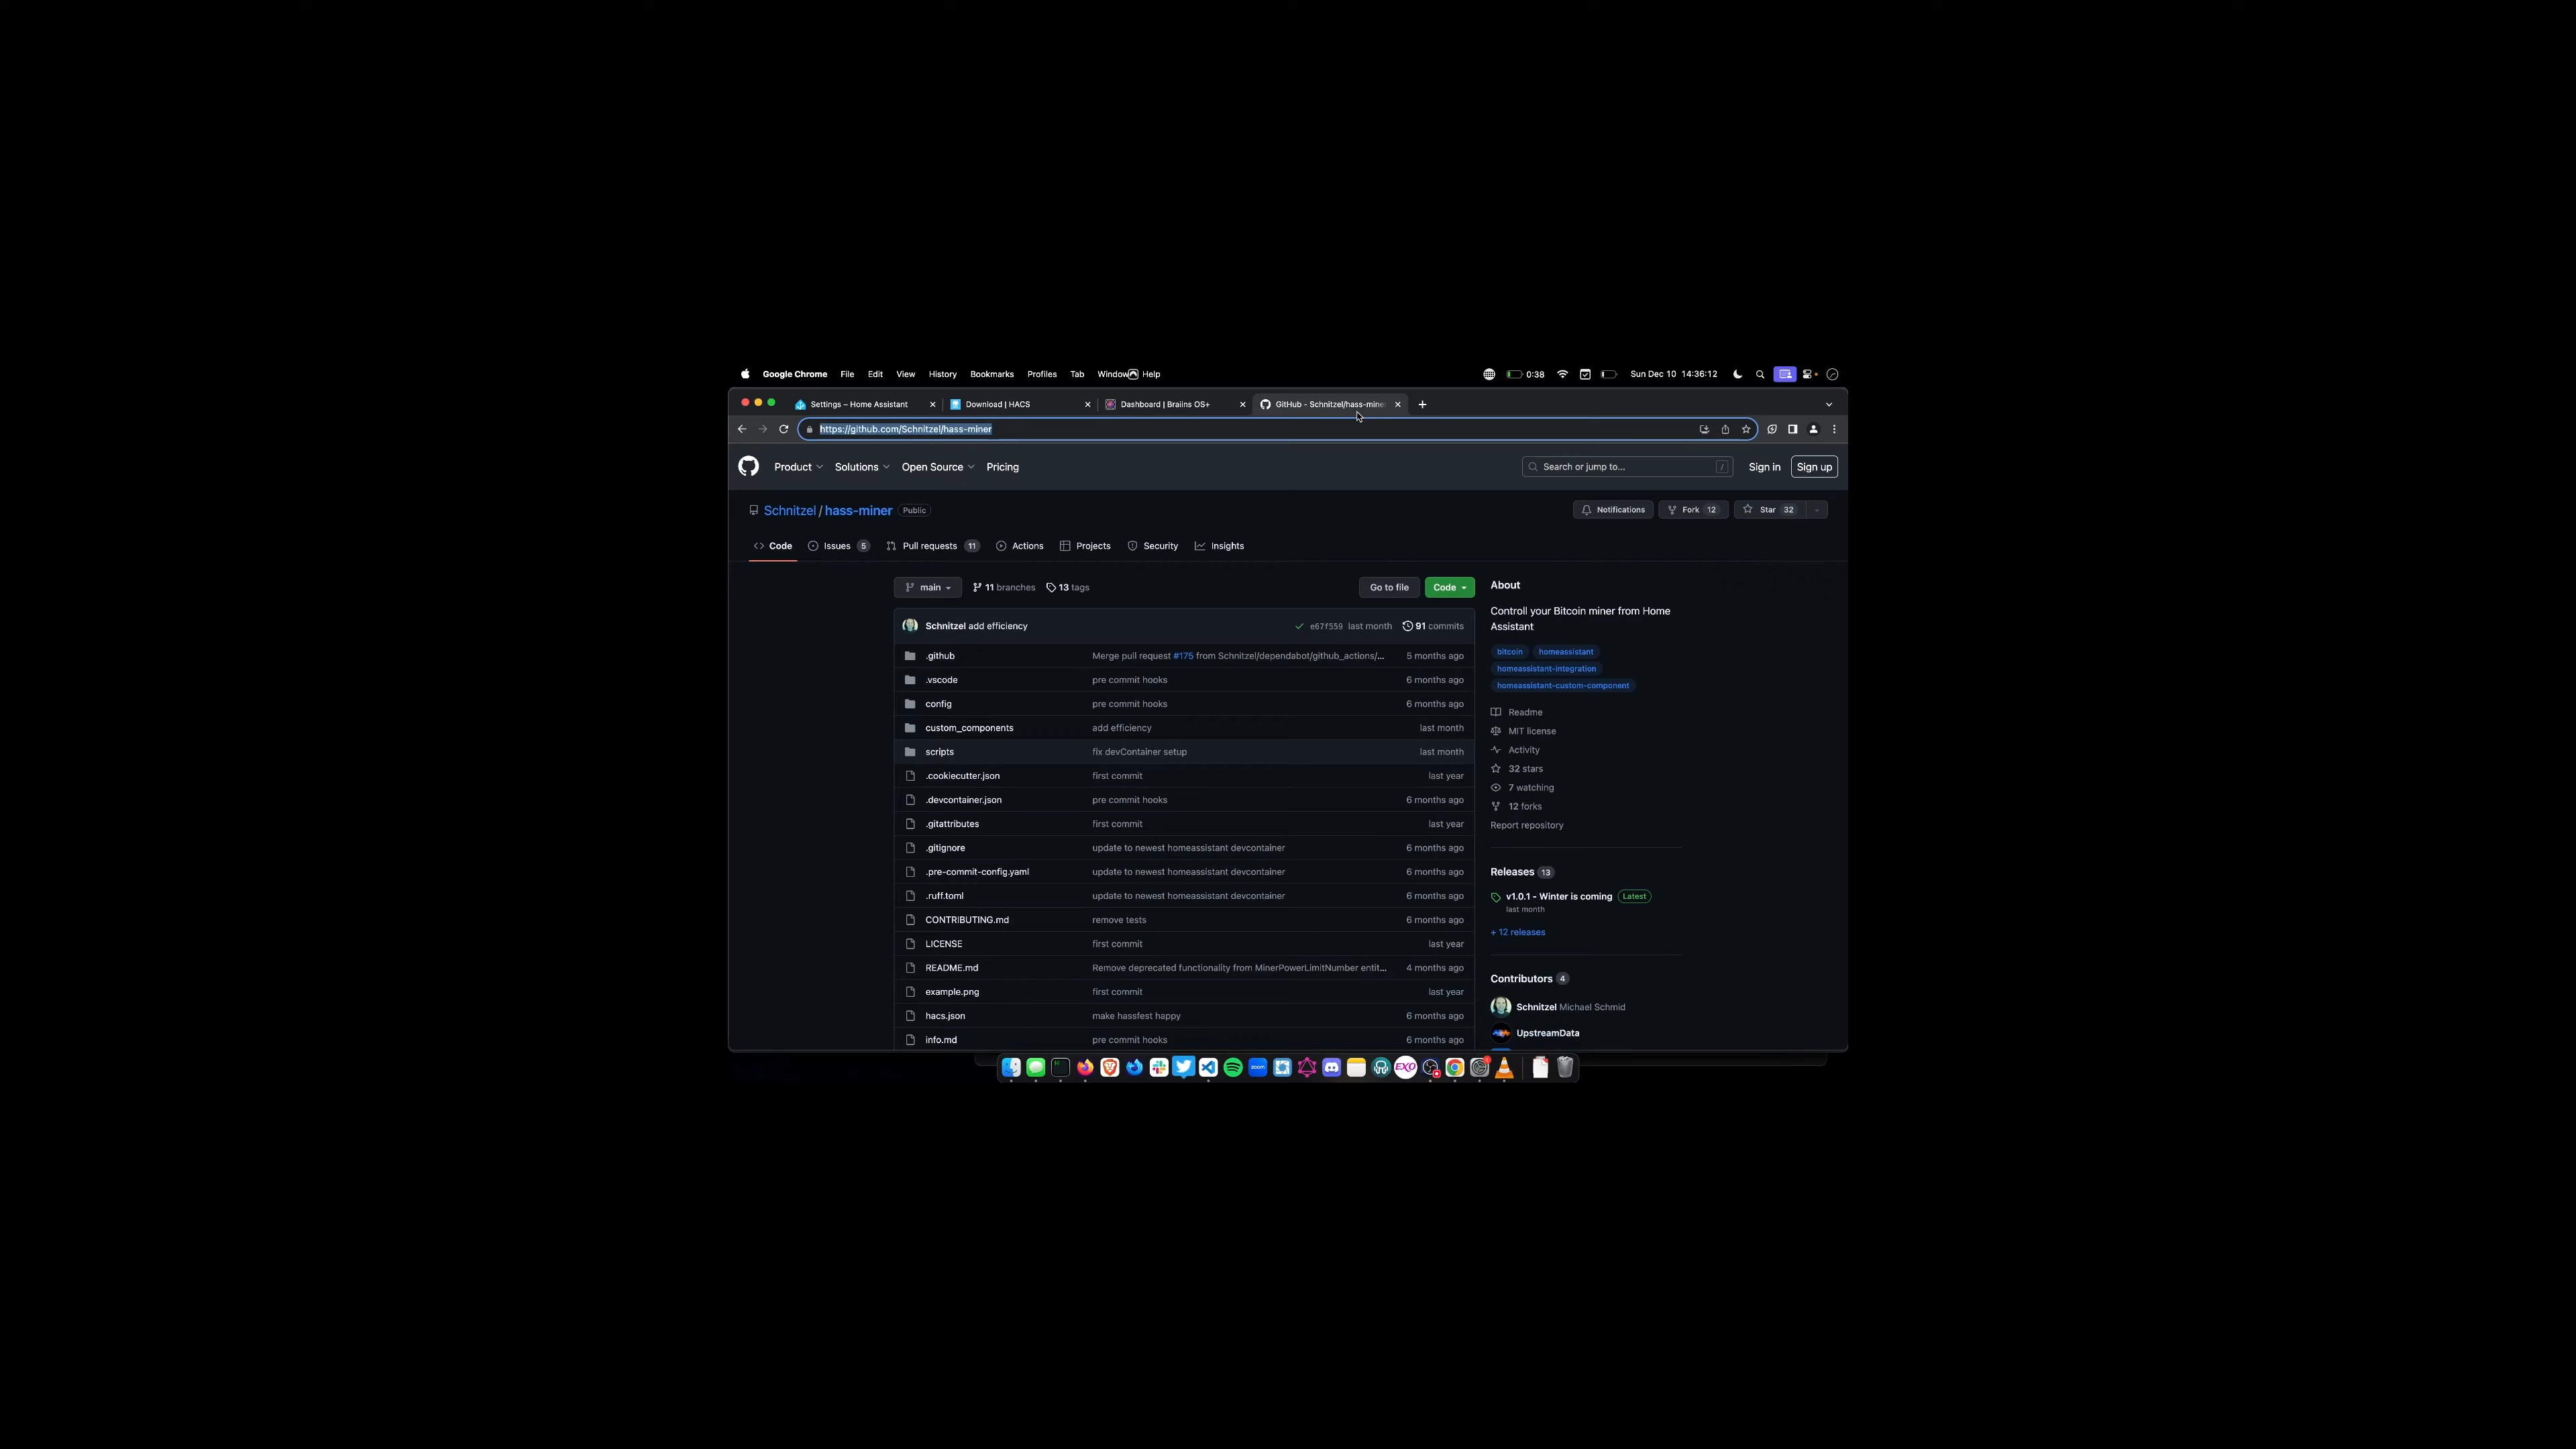 Google Chrome File Edit View History Bookmarks Profiles Tab Window Help 0:38 Sun Dec 10 14:36:12
Settings – Home Assistant Download | HACS Dashboard | Braiins OS+ GitHub - Schnitzel/hass-miner
https://github.com/Schnitzel/hass-miner
Product Solutions Open Source Pricing Search or jump to... / Sign in Sign up
Schnitzel / hass-miner Public Notifications Fork 12 Star 32
Code Issues 5 Pull requests 11 Actions Projects Security Insights
main 11 branches 13 tags Go to file Code
Schnitzel add efficiency e67f559 last month 91 commits
.github Merge pull request #175 from Schnitzel/dependabot/github_actions/... 5 months ago
.vscode pre commit hooks 6 months ago
config pre commit hooks 6 months ago
custom_components add efficiency last month
scripts fix devContainer setup last month
.cookiecutter.json first commit last year
.devcontainer.json pre commit hooks 6 months ago
.gitattributes first commit last year
.gitignore update to newest homeassistant devcontainer 6 months ago
.pre-commit-config.yaml update to newest homeassistant devcontainer 6 months ago
.ruff.toml update to newest homeassistant devcontainer 6 months ago
CONTRIBUTING.md remove tests 6 months ago
LICENSE first commit last year
README.md Remove deprecated functionality from MinerPowerLimitNumber entit... 4 months ago
example.png first commit last year
hacs.json make hassfest happy 6 months ago
info.md pre commit hooks 6 months ago
About
Controll your Bitcoin miner from Home
Assistant
bitcoin homeassistant
homeassistant-integration
homeassistant-custom-component
Readme
MIT license
Activity
32 stars
7 watching
12 forks
Report repository
Releases 13
v1.0.1 - Winter is coming Latest
last month
+ 12 releases
Contributors 4
Schnitzel Michael Schmid
UpstreamData
zoom
EXO